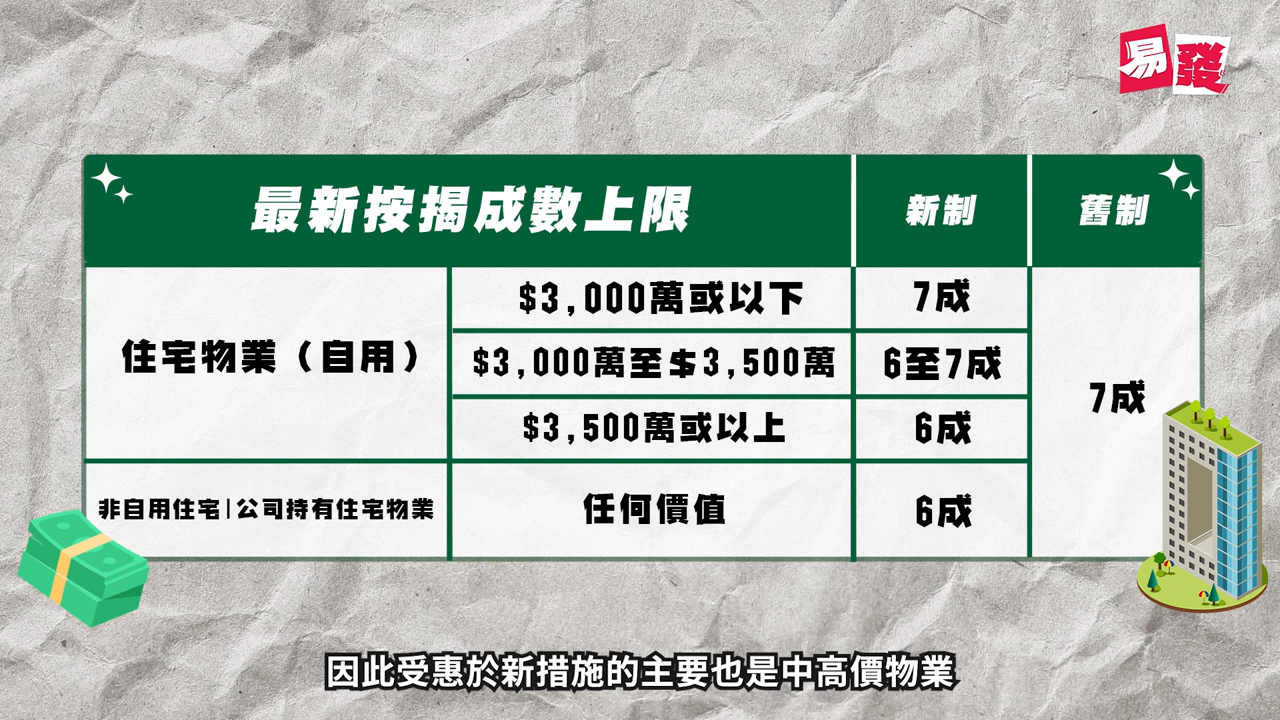 易發
最新按揭成數上限
新制
舊制
住宅物業（自用）
$3,000萬或以下
7成
$3,000萬至$3,500萬
6至7成
$3,500萬或以上
6成
7成
非自用住宅|公司持有住宅物業
任何價值
6成
因此受惠於新措施的主要也是中高價物業